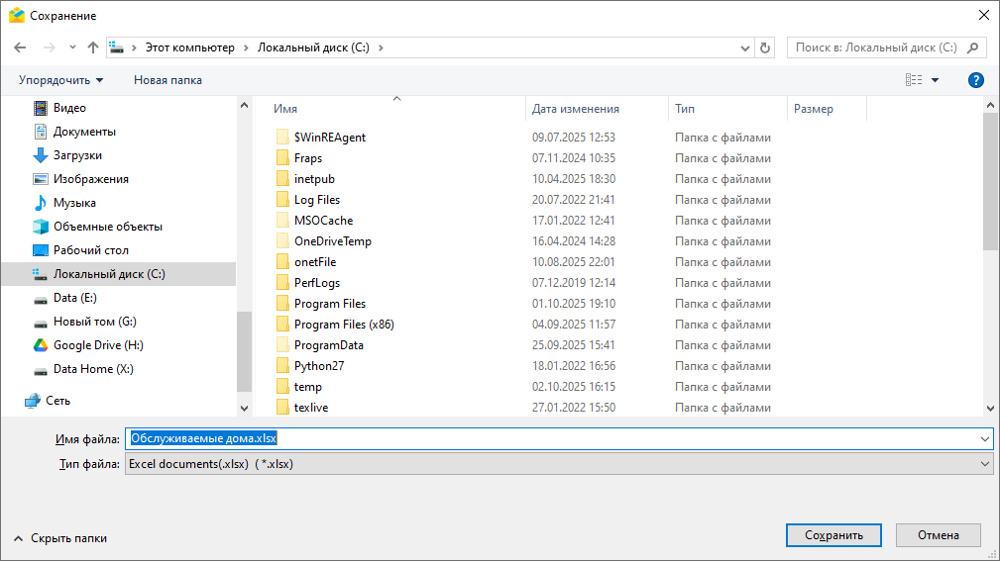 Сохранение
Этот компьютер › Локальный диск (C:) ›
Поиск в: Локальный диск (C:)
Упорядочить
Новая папка
?
Видео
Документы
Загрузки
Изображения
Музыка
Объемные объекты
Рабочий стол
Локальный диск (C:)
Data (E:)
Новый том (G:)
Google Drive (H:)
Data Home (X:)
Сеть
Имя Дата изменения Тип Размер
$WinREAgent 09.07.2025 12:53 Папка с файлами
Fraps 07.11.2024 10:35 Папка с файлами
inetpub 10.04.2025 18:30 Папка с файлами
Log Files 20.07.2022 21:41 Папка с файлами
MSOCache 17.01.2022 12:41 Папка с файлами
OneDriveTemp 16.04.2024 14:28 Папка с файлами
onetFile 10.08.2025 22:01 Папка с файлами
PerfLogs 07.12.2019 12:14 Папка с файлами
Program Files 01.10.2025 19:10 Папка с файлами
Program Files (x86) 04.09.2025 11:57 Папка с файлами
ProgramData 25.09.2025 15:41 Папка с файлами
Python27 18.01.2022 16:56 Папка с файлами
temp 02.10.2025 16:15 Папка с файлами
texlive 27.01.2022 15:50 Папка с файлами
Имя файла: Обслуживаемые дома.xlsx
Тип файла: Excel documents(.xlsx) ( *.xlsx)
Скрыть папки
Сохранить
Отмена